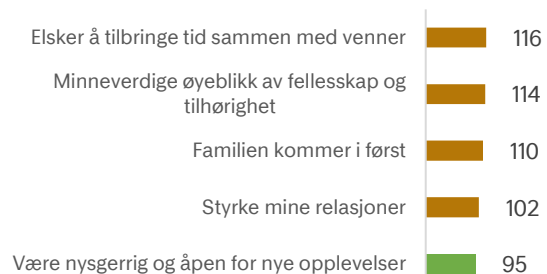 Elsker å tilbringe tid sammen med venner 116
Minneverdige øyeblikk av fellesskap og
tilhørighet 114
Familien kommer i først 110
Styrke mine relasjoner 102
Være nysgerrig og åpen for nye opplevelser 95